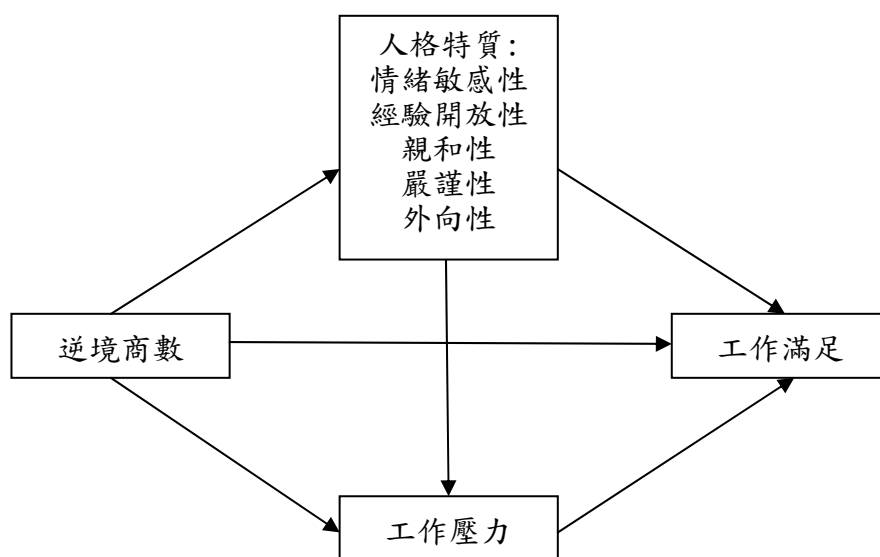 人格特質:
情緒敏感性
經驗開放性
親和性
嚴謹性
外向性
逆境商數
工作滿足
工作壓力